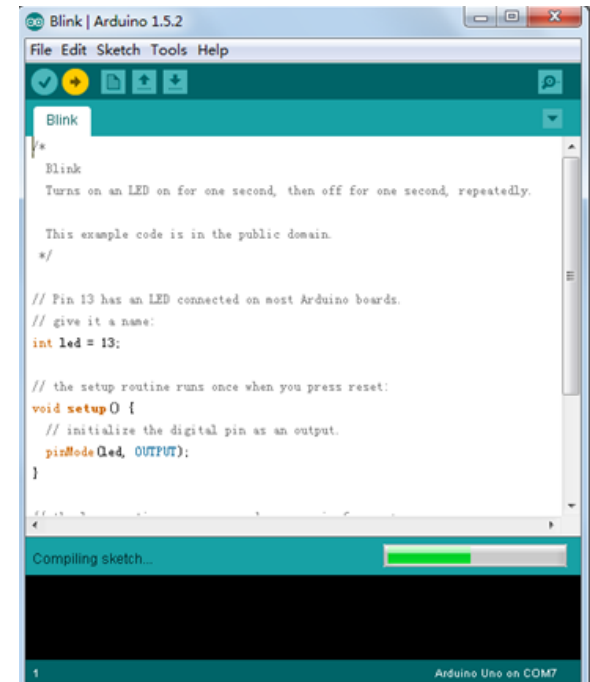 Blink | Arduino 1.5.2
File Edit Sketch Tools Help
Blink
/*
Blink
Turns on an LED on for one second, then off for one second, repeatedly.
This example code is in the public domain.
*/
// Pin 13 has an LED connected on most Arduino boards.
// give it a name:
int led = 13;
// the setup routine runs once when you press reset:
void setup() {
// initialize the digital pin as an output.
pinMode(led, OUTPUT);
}
Compiling sketch...
1
Arduino Uno on COM7